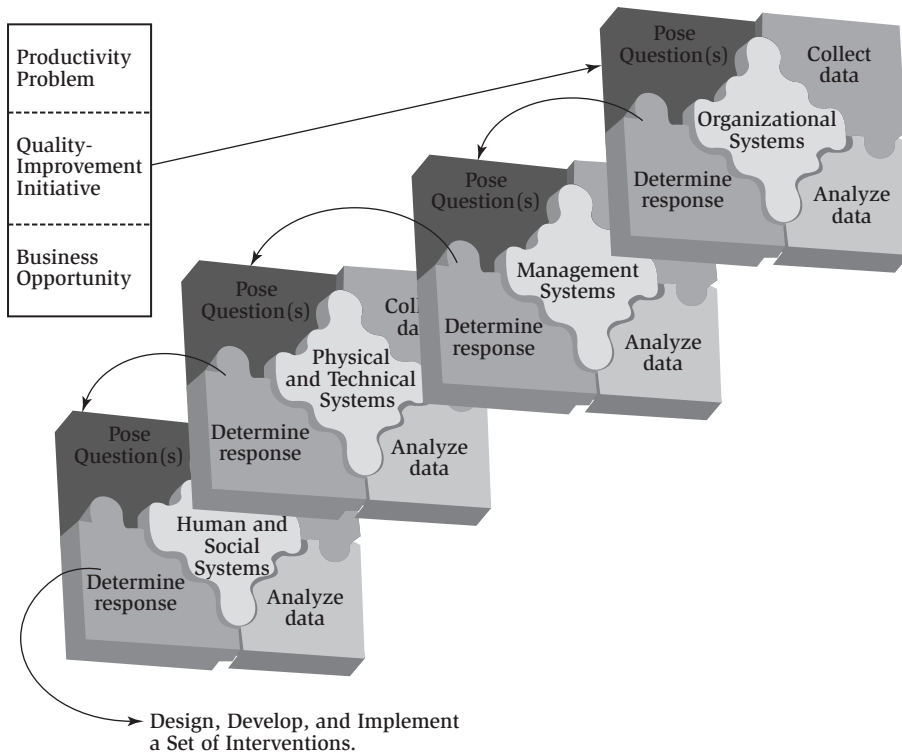 Productivity
Problem
Quality-
Improvement
Initiative
Business
Opportunity
Pose
Question(s)
Collect
data
Organizational
Systems
Determine
response
Analyze
data
Pose
Question(s)
Management
Systems
Determine
response
Analyze
data
Pose
Question(s)
Physical
and Technical
Systems
Determine
response
Analyze
data
Pose
Question(s)
Human and
Social
Systems
Determine
response
Analyze
data
Design, Develop, and Implement
a Set of Interventions.